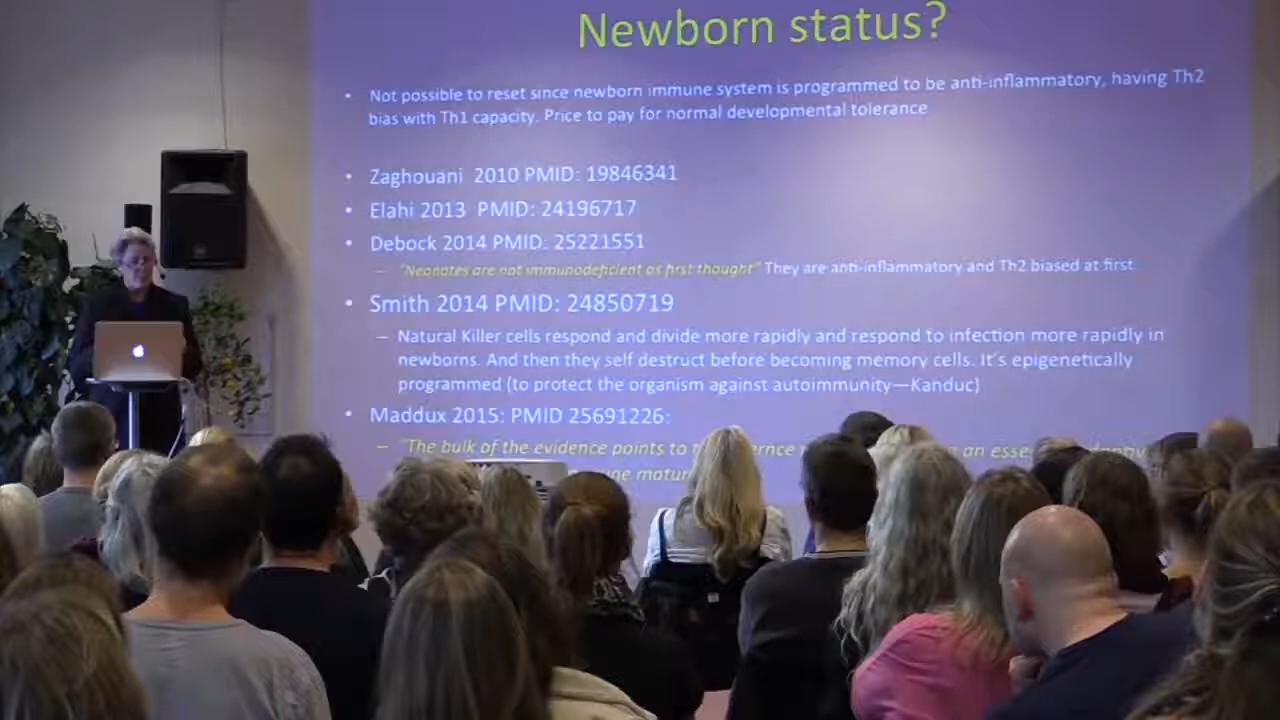 Newborn status?
• Not possible to reset since newborn immune system is programmed to be anti-inflammatory, having Th2
bias with Th1 capacity. Price to pay for normal developmental tolerance
• Zaghouani 2010 PMID: 19846341
• Elahi 2013 PMID: 24196717
• Debock 2014 PMID: 25221551
– "Neonates are not immunodeficient as first thought" They are anti-inflammatory and Th2 biased at first
• Smith 2014 PMID: 24850719
– Natural Killer cells respond and divide more rapidly and respond to infection more rapidly in
newborns. And then they self destruct before becoming memory cells. It's epigenetically
programmed (to protect the organism against autoimmunity—Kanduc)
• Maddux 2015: PMID 25691226:
– "The bulk of the evidence points to an